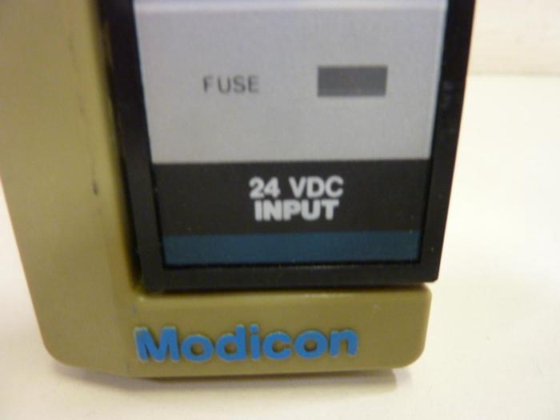 FUSE
24 VDC
INPUT
Modicon